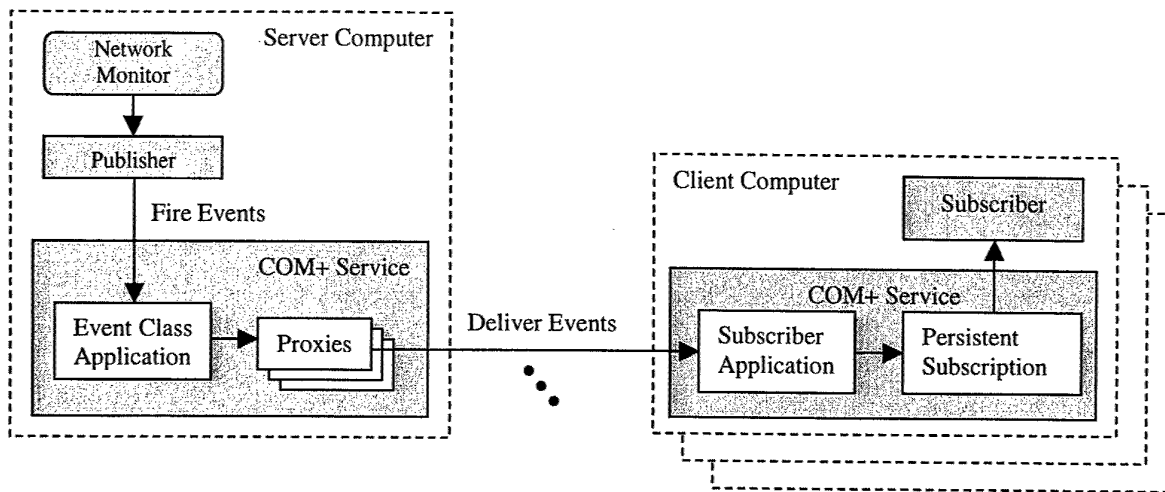 Server Computer
Network
Monitor
Publisher
Fire Events
COM+ Service
Event Class
Application
Proxies
Deliver Events
Client Computer
Subscriber
COM+ Service
Subscriber
Application
Persistent
Subscription